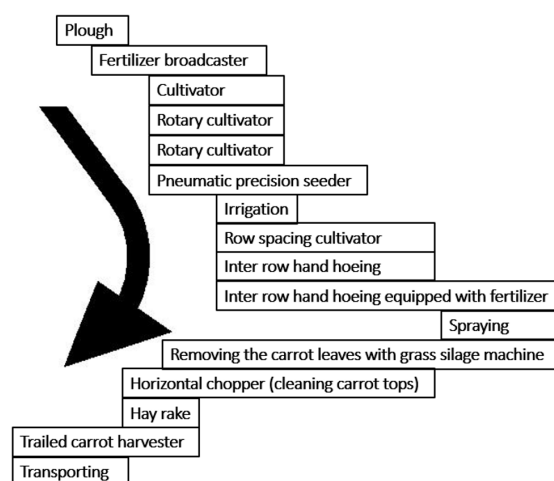 Plough
Fertilizer broadcaster
Cultivator
Rotary cultivator
Rotary cultivator
Pneumatic precision seeder
Irrigation
Row spacing cultivator
Inter row hand hoeing
Inter row hand hoeing equipped with fertilizer
Spraying
Removing the carrot leaves with grass silage machine
Horizontal chopper (cleaning carrot tops)
Hay rake
Trailed carrot harvester
Transporting